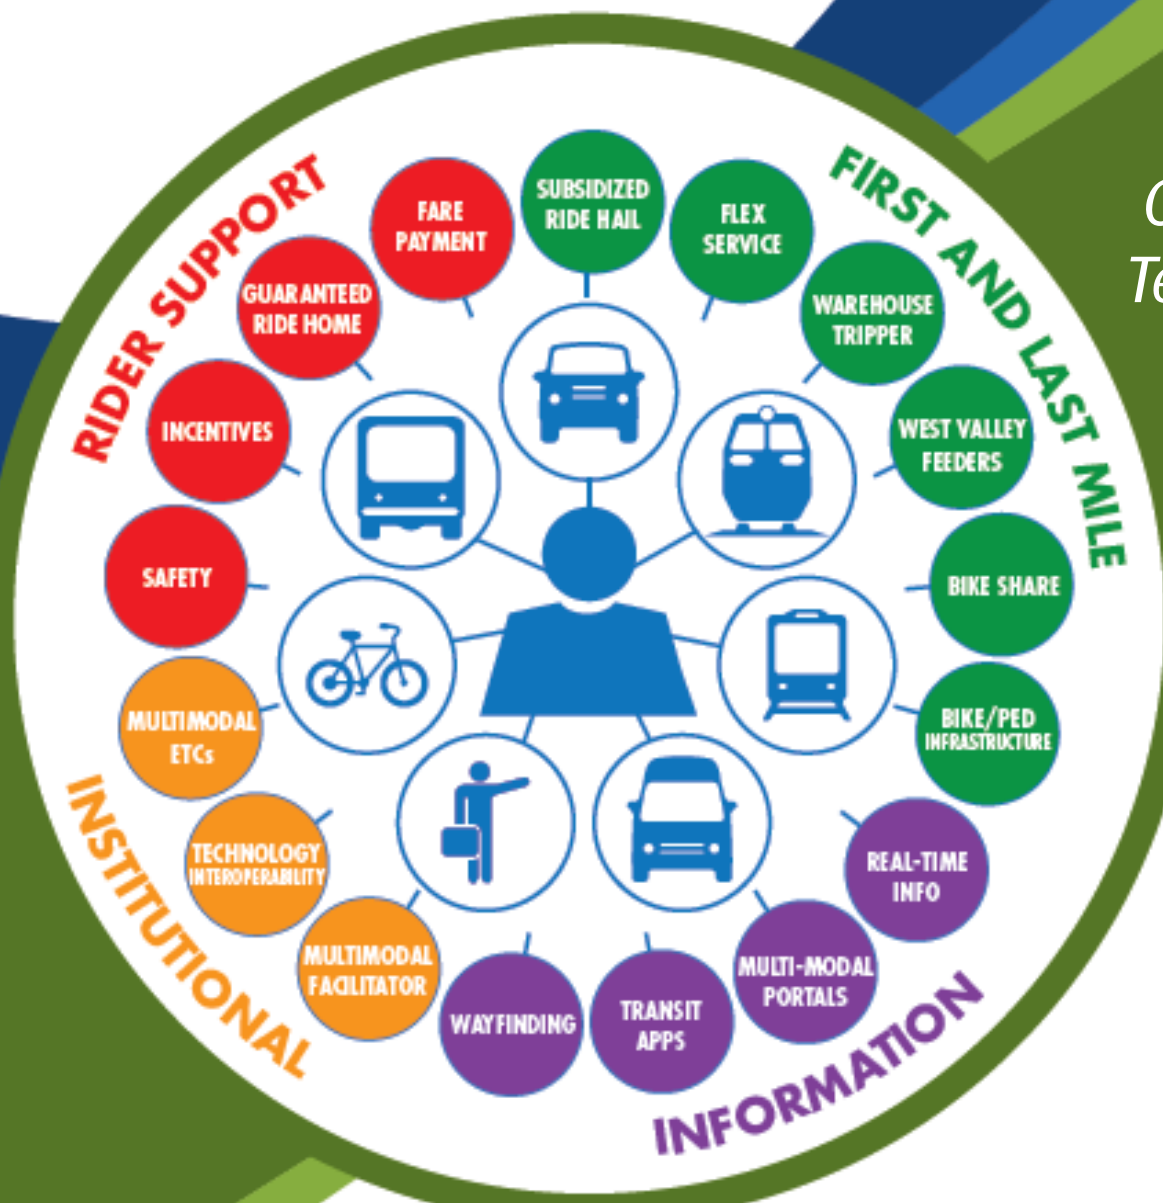 RIDER SUPPORT
FARE
PAYMENT
GUARANTEED
RIDE HOME
INCENTIVES
SAFETY
FIRST AND LAST MILE
SUBSIDIZED
RIDE HAIL
FLEX
SERVICE
WAREHOUSE
TRIPPER
WEST VALLEY
FEEDERS
BIKE SHARE
BIKE/PED
INFRASTRUCTURE
REAL-TIME
INFO
MULTI-MODAL
PORTALS
TRANSIT
APPS
WAYFINDING
INFORMATION
MULTIMODAL
ETCs
TECHNOLOGY
INTEROPERABILITY
MULTIMODAL
FACILITATOR
INSTITUTIONAL